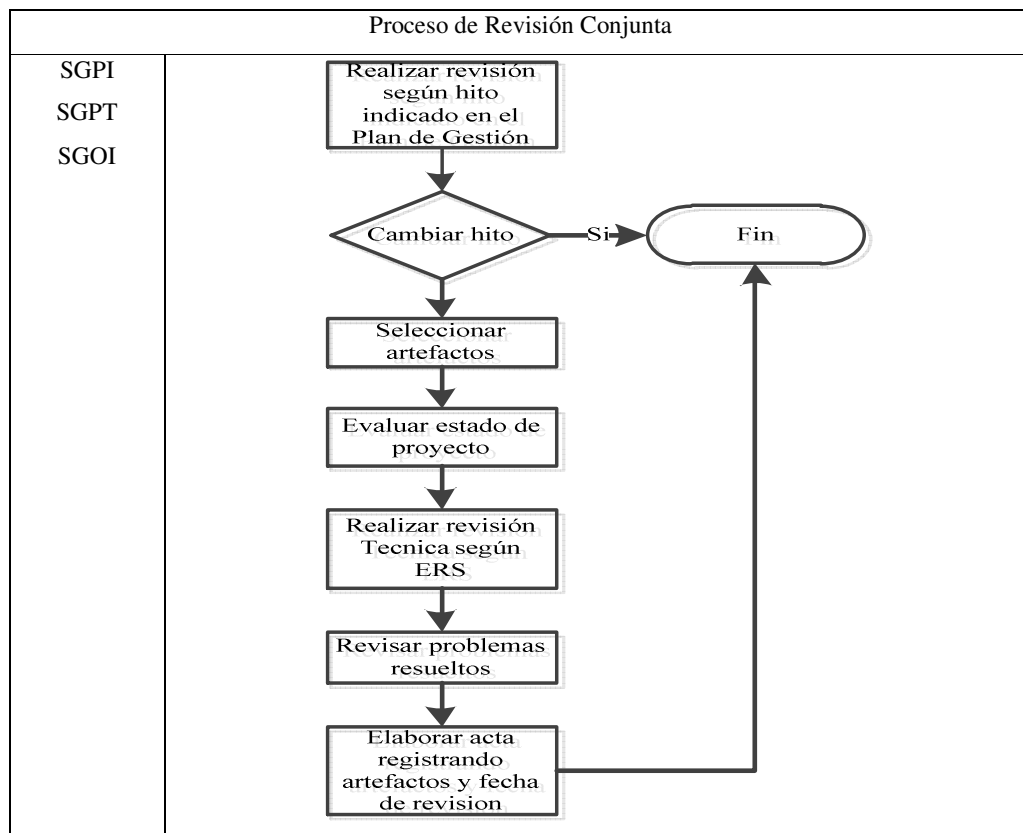 Proceso de Revisión Conjunta
SGPI
SGPT
SGOI
Realizar revisión
según hito
indicado en el
Plan de Gestión
Cambiar hito
Si
Fin
Seleccionar
artefactos
Evaluar estado de
proyecto
Realizar revisión
Tecnica según
ERS
Revisar problemas
resueltos
Elaborar acta
registrando
artefactos y fecha
de revision